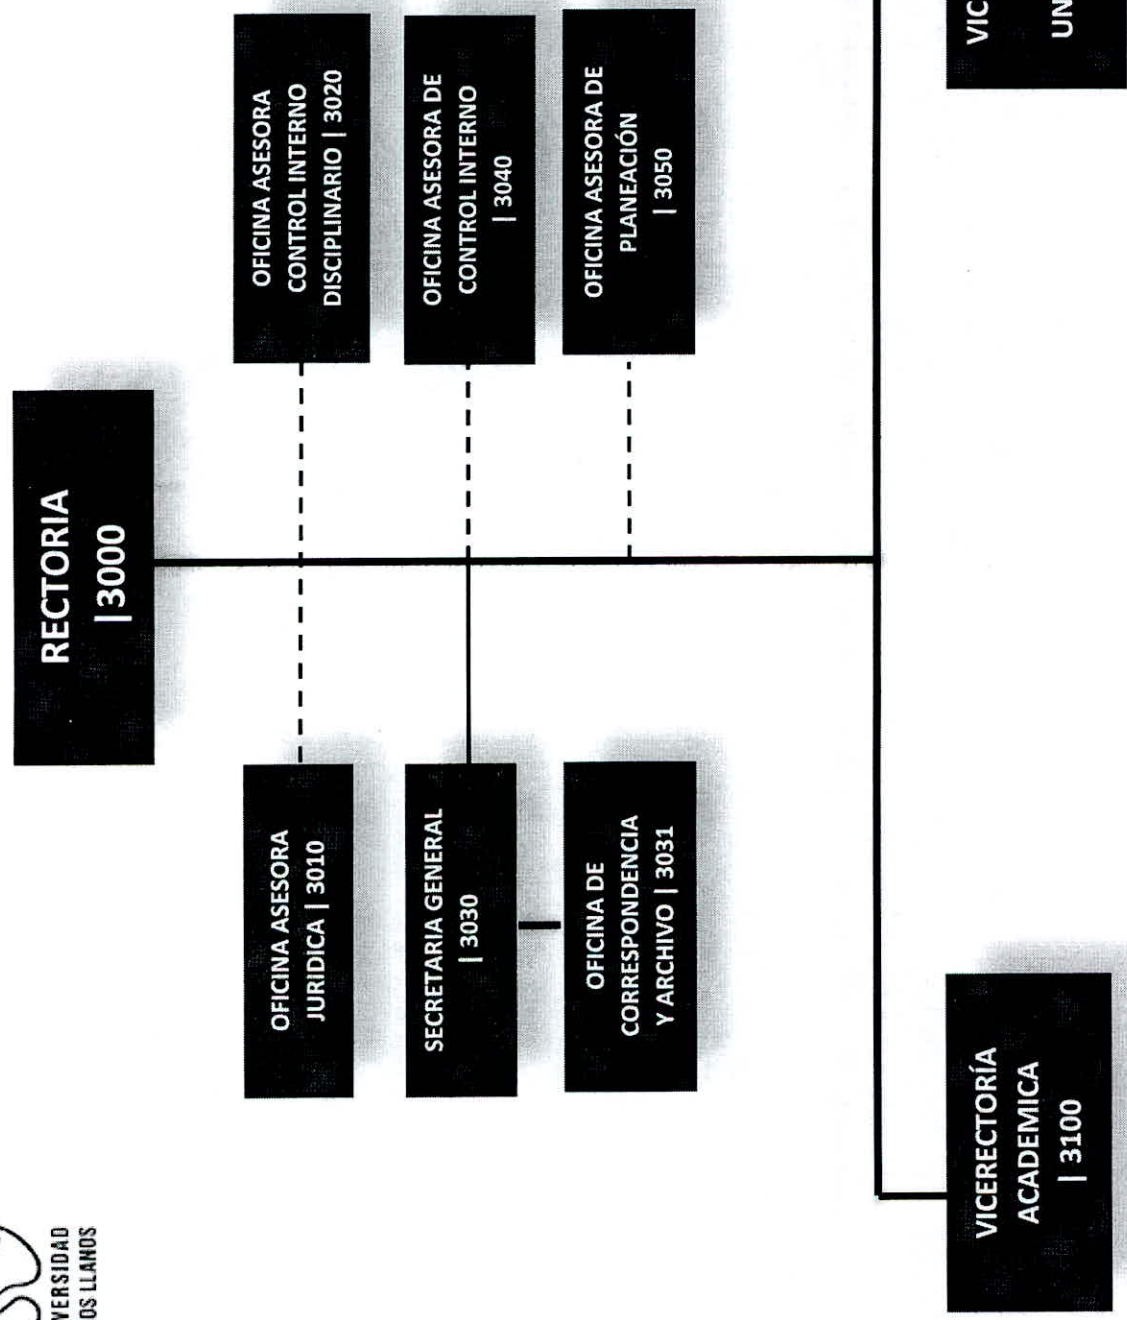 VERSIDAD
OS LLANOS
RECTORIA
|3000
OFICINA ASESORA
JURIDICA | 3010
OFICINA ASESORA
CONTROL INTERNO
DISCIPLINARIO | 3020
SECRETARIA GENERAL
| 3030
OFICINA ASESORA DE
CONTROL INTERNO
| 3040
OFICINA DE
CORRESPONDENCIA
Y ARCHIVO | 3031
OFICINA ASESORA DE
PLANEACIÓN
| 3050
VICERECTORÍA
ACADEMICA
| 3100
VIC
UN